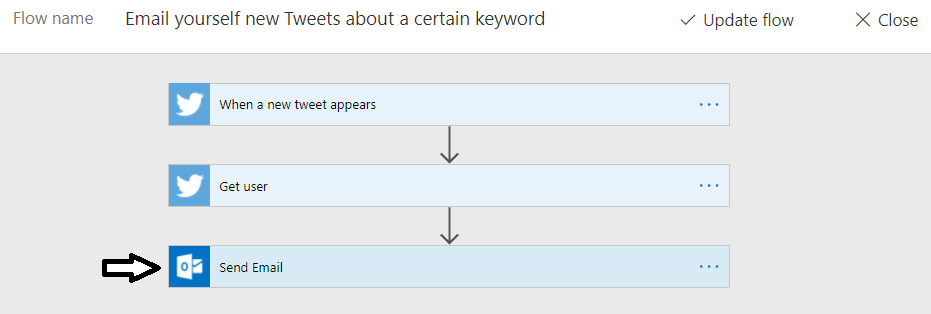 Flow name Email yourself new Tweets about a certain keyword Update flow Close
When a new tweet appears
Get user
Send Email